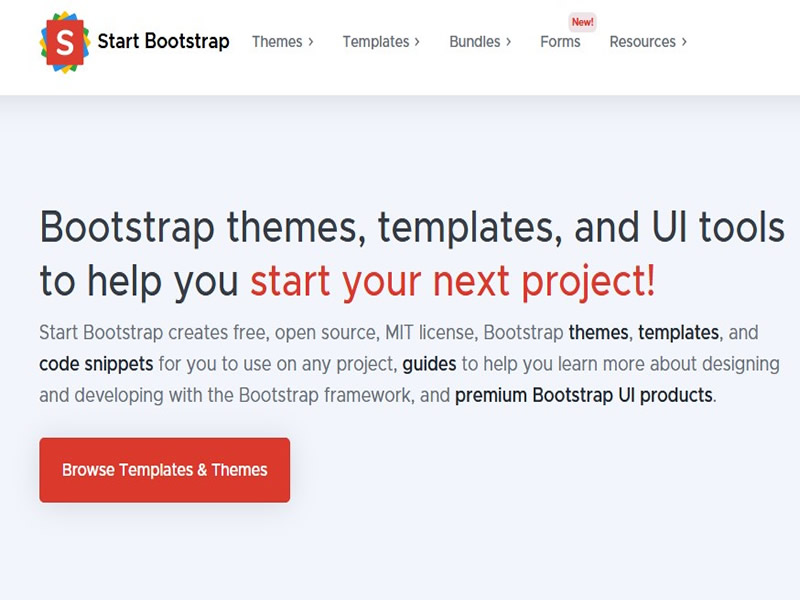 New!
S Start Bootstrap Themes › Templates › Bundles › Forms Resources ›
Bootstrap themes, templates, and UI tools
to help you start your next project!
Start Bootstrap creates free, open source, MIT license, Bootstrap themes, templates, and
code snippets for you to use on any project, guides to help you learn more about designing
and developing with the Bootstrap framework, and premium Bootstrap UI products.
Browse Templates & Themes